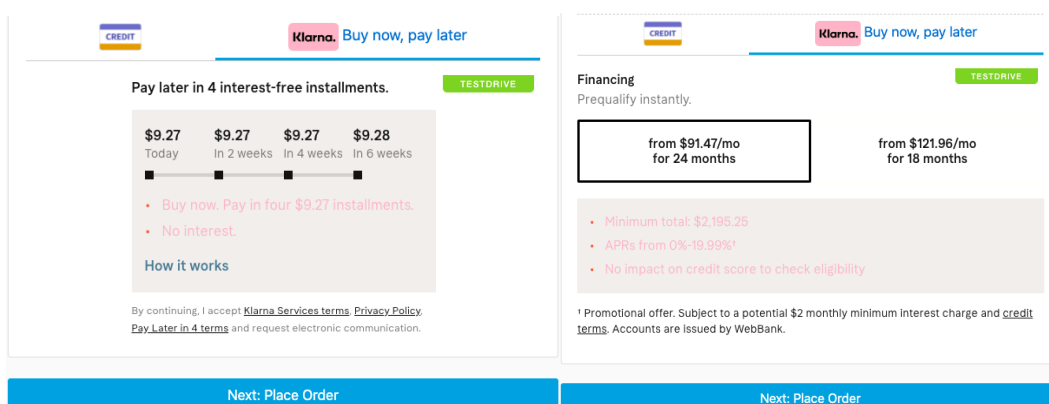 CREDIT
Klarna. Buy now, pay later
Pay later in 4 interest-free installments.
TESTDRIVE
$9.27 $9.27 $9.27 $9.28
Today In 2 weeks In 4 weeks In 6 weeks
• Buy now. Pay in four $9.27 installments.
• No interest.
How it works
By continuing, I accept Klarna Services terms, Privacy Policy,
Pay Later in 4 terms and request electronic communication.
Next: Place Order
CREDIT
Klarna. Buy now, pay later
Financing
TESTDRIVE
Prequalify instantly.
from $91.47/mo
for 24 months
from $121.96/mo
for 18 months
• Minimum total: $2,195.25
• APRs from 0%-19.99%†
• No impact on credit score to check eligibility
† Promotional offer. Subject to a potential $2 monthly minimum interest charge and credit
terms. Accounts are issued by WebBank.
Next: Place Order